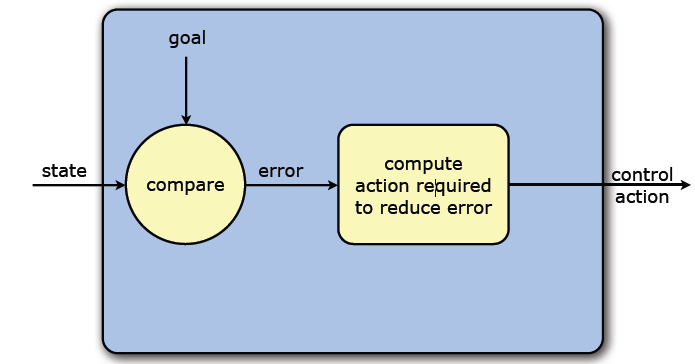 goal
state
compare
error
compute
action required
to reduce error
control
action